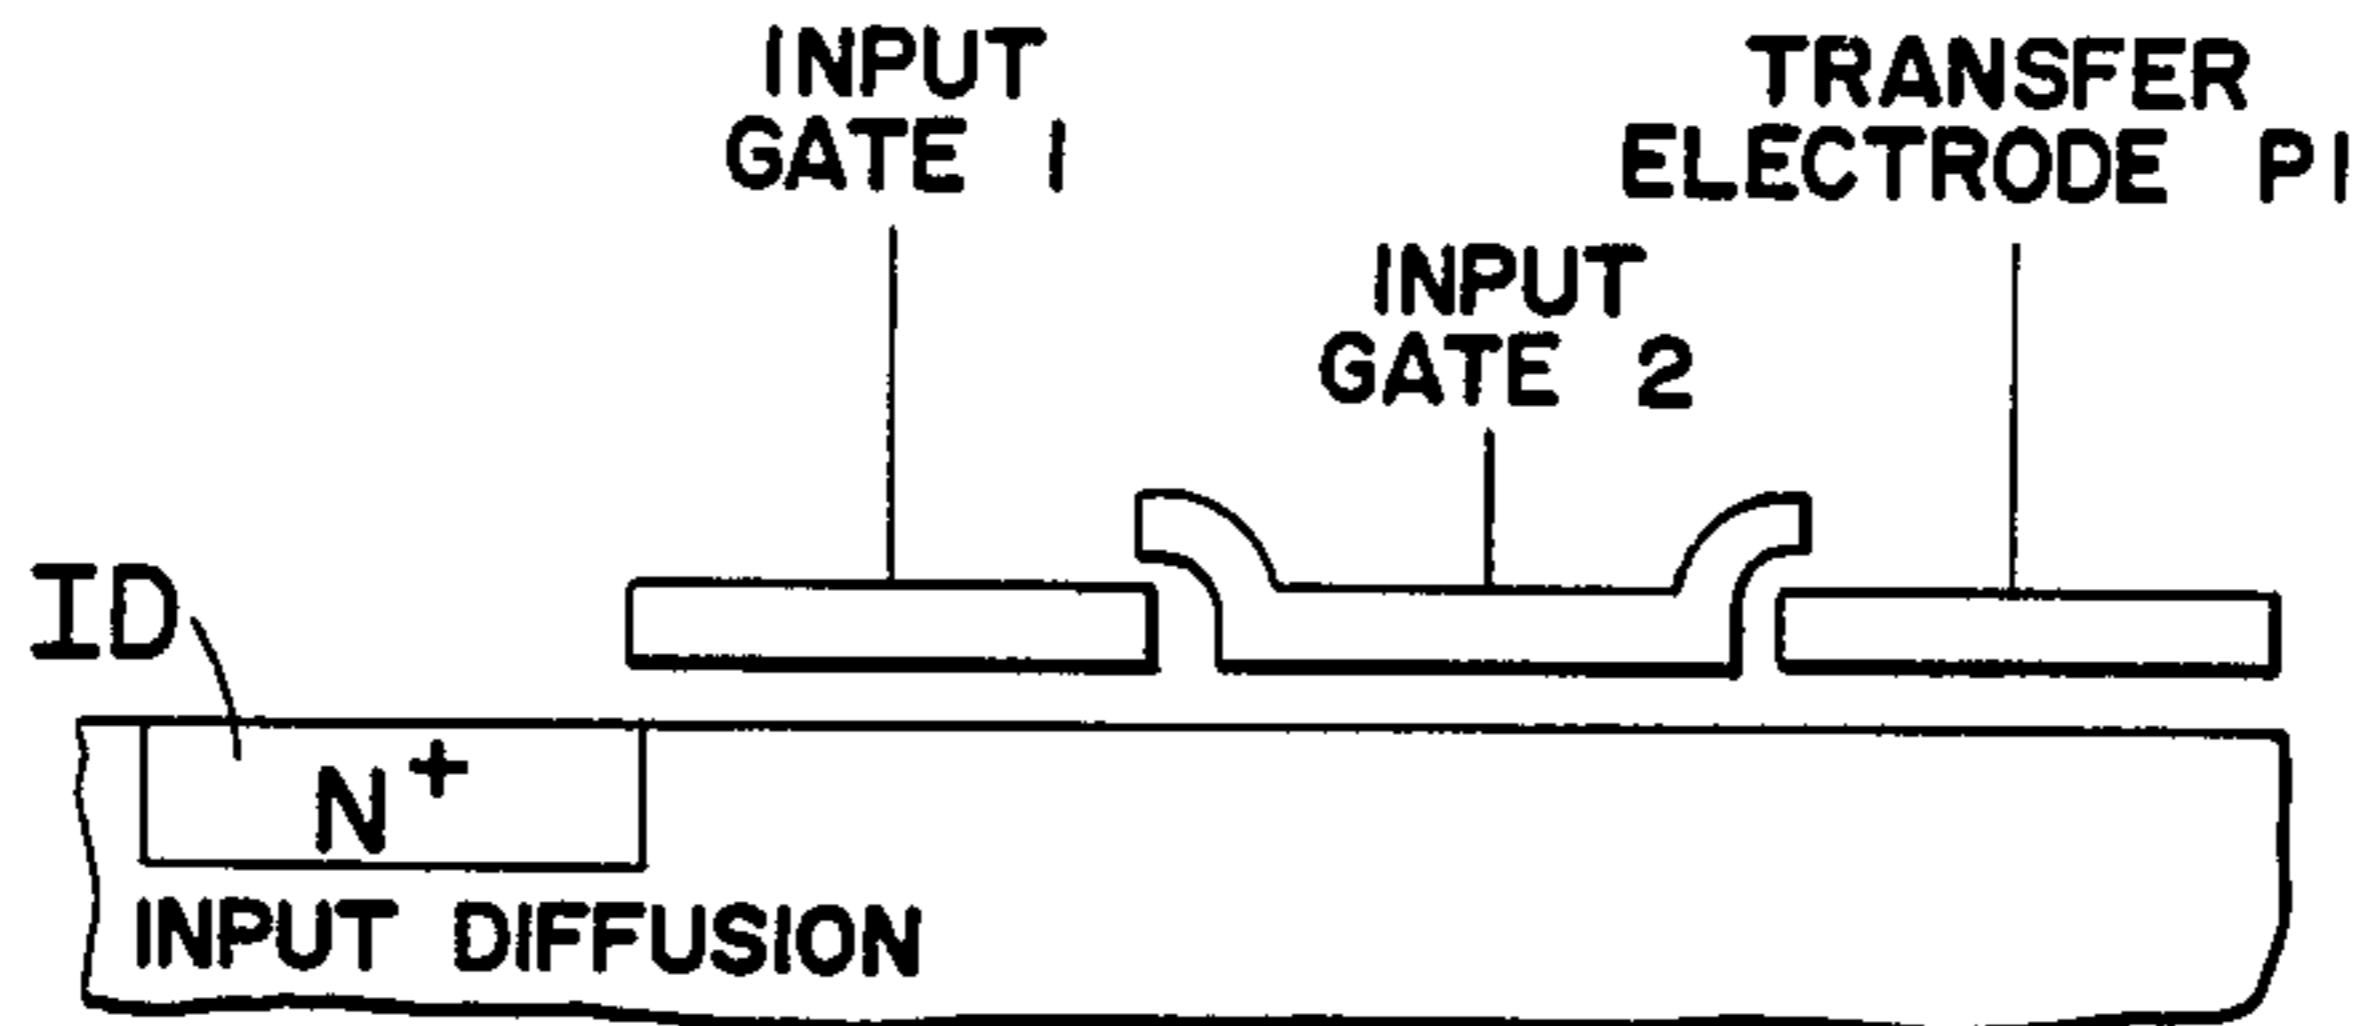 INPUT
GATE 1
TRANSFER
ELECTRODE P1
INPUT
GATE 2
ID
N+
INPUT DIFFUSION